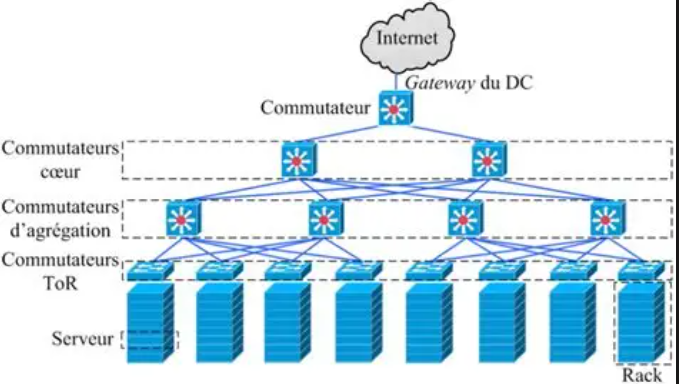 Internet
Gateway du DC
Commutateur
Commutateurs
cœur
Commutateurs
d'agrégation
Commutateurs
ToR
Serveur
Rack